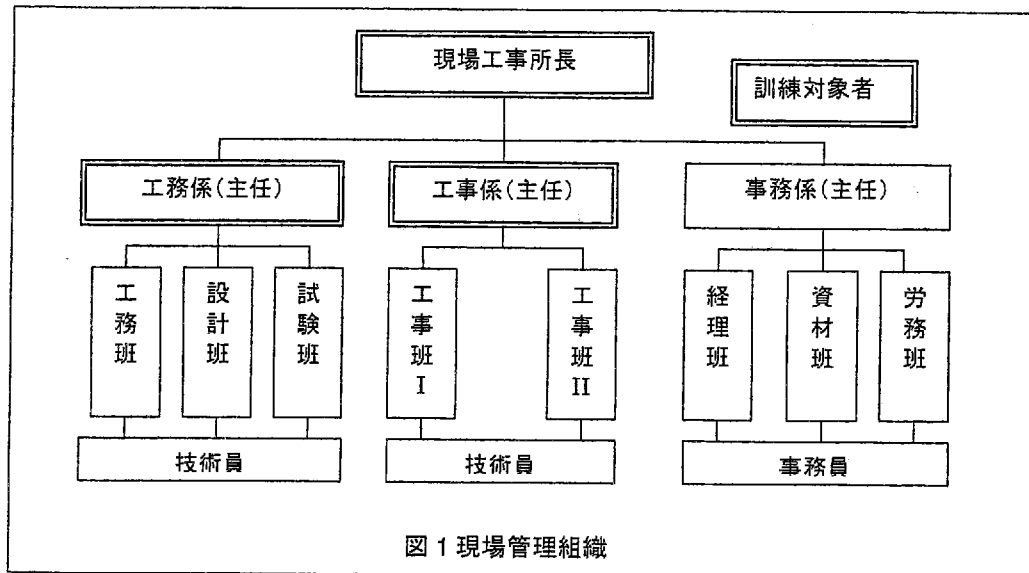 現場工事所長
訓練対象者
工務係(主任)
工事係(主任)
事務係(主任)
工務班
設計班
試験班
工事班I
工事班II
経理班
資材班
労務班
技術員
技術員
事務員
図1現場管理組織